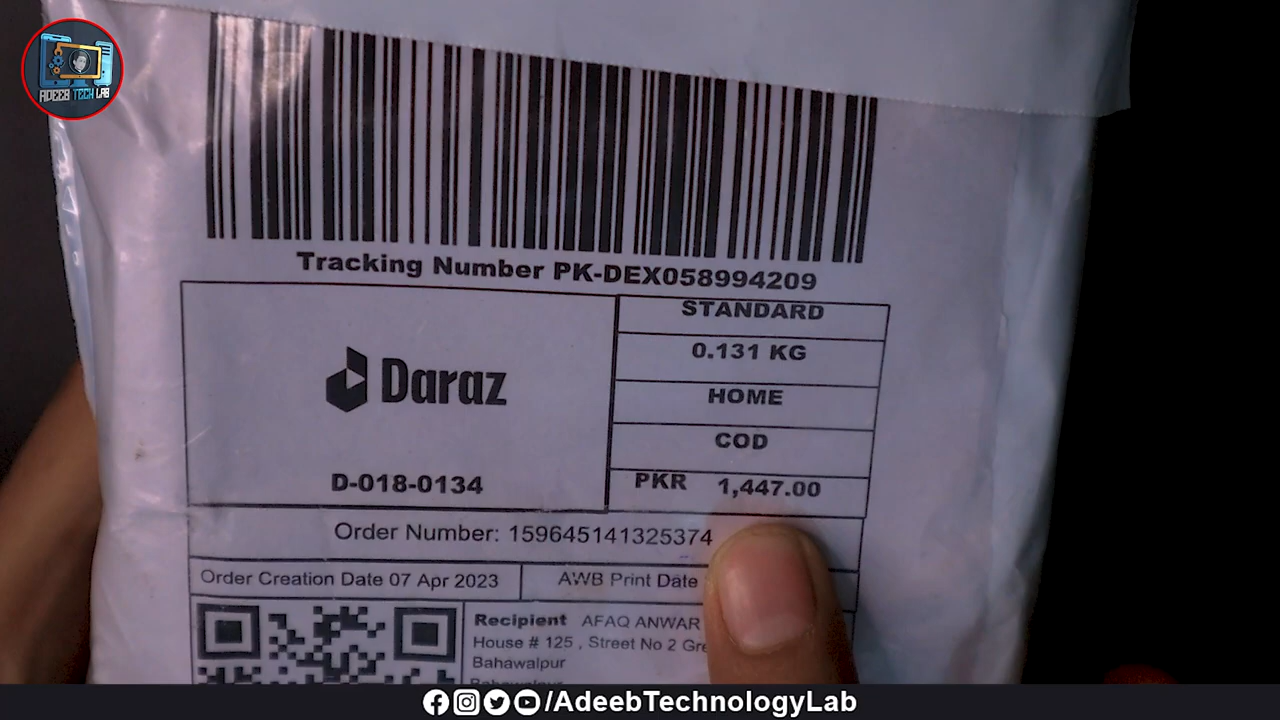 ADEEB TECH LAB
Tracking Number PK-DEX058994209
Daraz
D-018-0134
STANDARD
0.131 KG
HOME
COD
PKR 1,447.00
Order Number: 159645141325374
Order Creation Date 07 Apr 2023
AWB Print Date
Recipient AFAQ ANWAR
House # 125 , Street No 2 Gre
Bahawalpur
Bahawalpur
/AdeebTechnologyLab